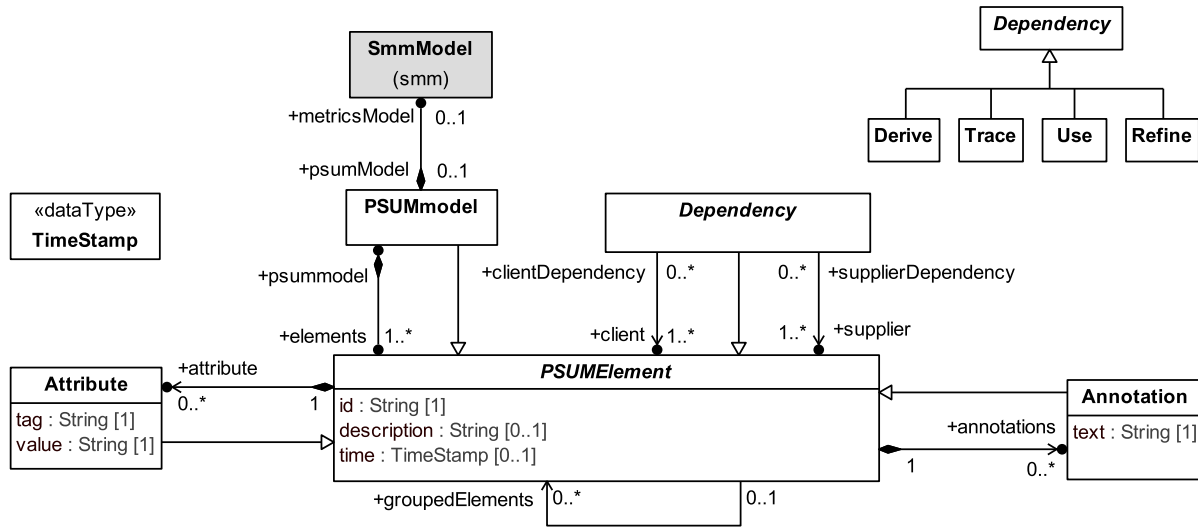 Dependency
SmmModel
(smm)
+metricsModel
0..1
Derive
Trace
Use
Refine
+psumModel
0..1
«dataType»
TimeStamp
PSUMmodel
Dependency
+psummodel
+clientDependency
0..*
0..*
+supplierDependency
+elements
1..*
+client
1..*
1..*
+supplier
+attribute
0..*
1
Attribute
tag : String [1]
value : String [1]
PSUMElement
id : String [1]
description : String [0..1]
time : TimeStamp [0..1]
Annotation
text : String [1]
+annotations
1
0..*
+groupedElements
0..*
0..1